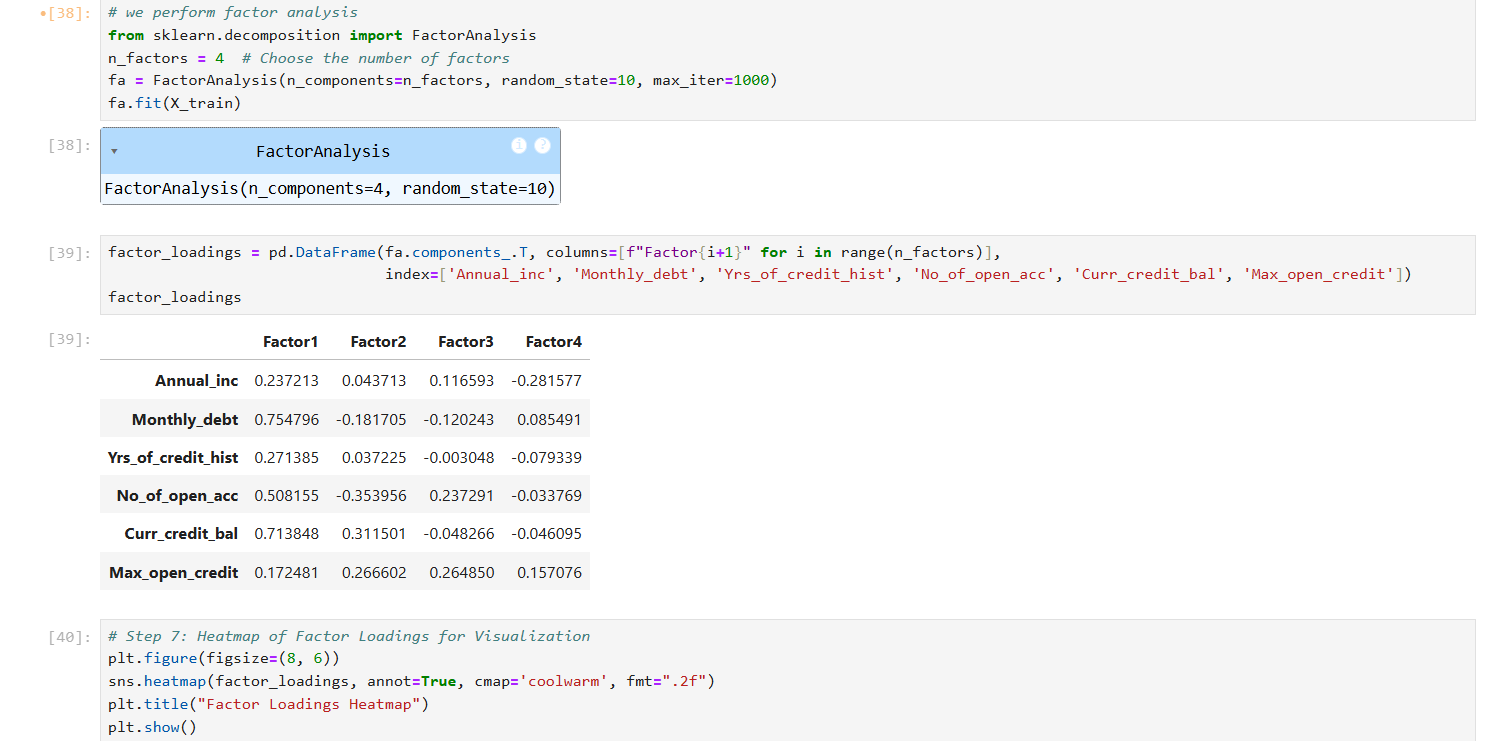 [38]: # we perform factor analysis
from sklearn.decomposition import FactorAnalysis
n_factors = 4  # Choose the number of factors
fa = FactorAnalysis(n_components=n_factors, random_state=10, max_iter=1000)
fa.fit(X_train)
[38]: ▾ FactorAnalysis i ?
FactorAnalysis(n_components=4, random_state=10)
[39]: factor_loadings = pd.DataFrame(fa.components_.T, columns=[f"Factor{i+1}" for i in range(n_factors)],
index=['Annual_inc', 'Monthly_debt', 'Yrs_of_credit_hist', 'No_of_open_acc', 'Curr_credit_bal', 'Max_open_credit'])
factor_loadings
[39]: Factor1 Factor2 Factor3 Factor4
Annual_inc 0.237213 0.043713 0.116593 -0.281577
Monthly_debt 0.754796 -0.181705 -0.120243 0.085491
Yrs_of_credit_hist 0.271385 0.037225 -0.003048 -0.079339
No_of_open_acc 0.508155 -0.353956 0.237291 -0.033769
Curr_credit_bal 0.713848 0.311501 -0.048266 -0.046095
Max_open_credit 0.172481 0.266602 0.264850 0.157076
[40]: # Step 7: Heatmap of Factor Loadings for Visualization
plt.figure(figsize=(8, 6))
sns.heatmap(factor_loadings, annot=True, cmap='coolwarm', fmt=".2f")
plt.title("Factor Loadings Heatmap")
plt.show()